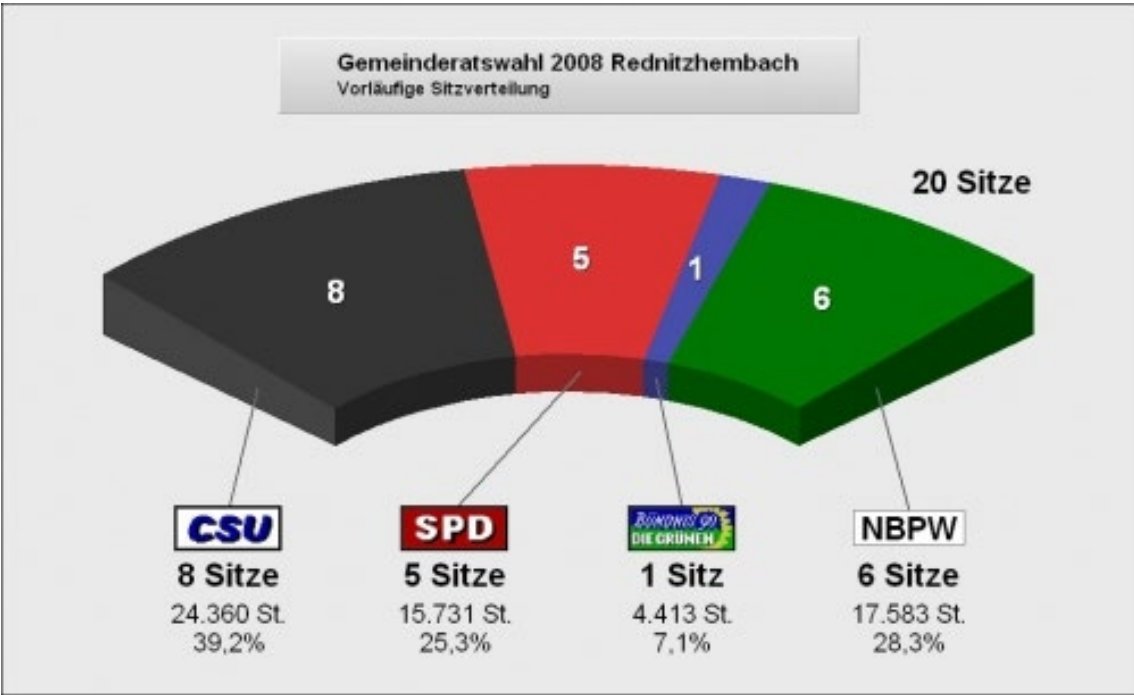 Gemeinderatswahl 2008 Rednitzhembach
Vorläufige Sitzverteilung
20 Sitze
8
5
1
6
CSU
8 Sitze
24.360 St.
39,2%
SPD
5 Sitze
15.731 St.
25,3%
BÜNDNIS 90
DIE GRÜNEN
1 Sitz
4.413 St.
7,1%
NBPW
6 Sitze
17.583 St.
28,3%